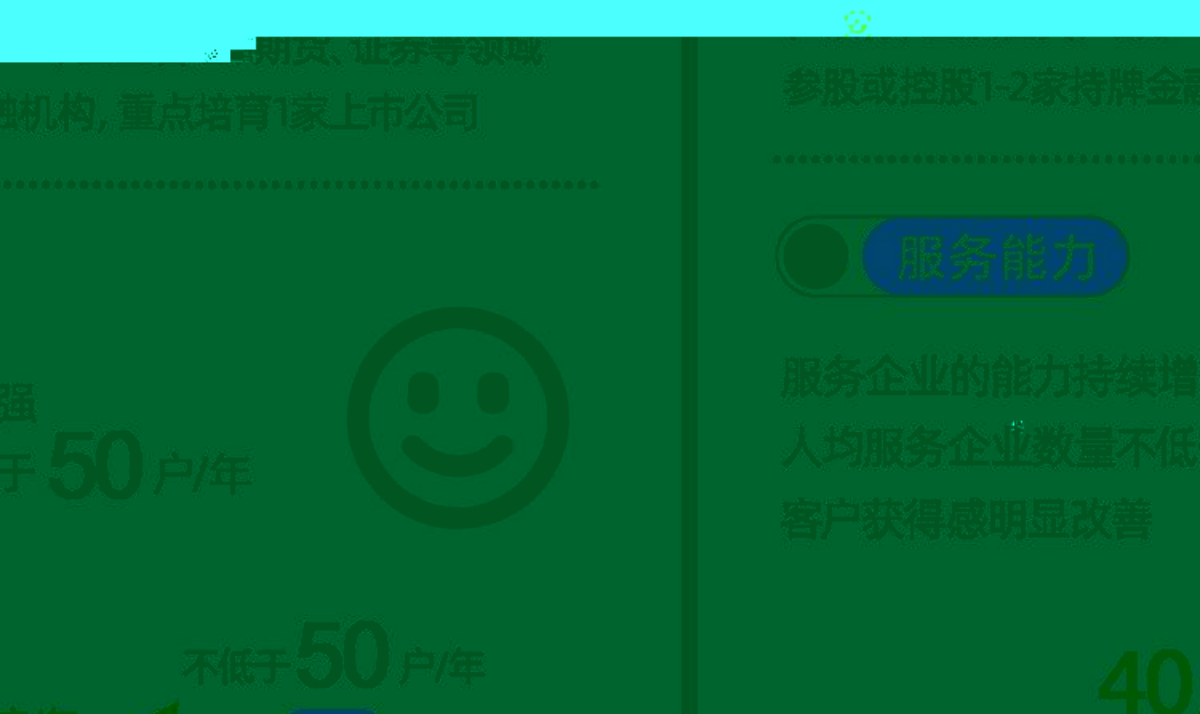 期货、证券等领域
融机构，重点培育1家上市公司
强
于50户/年
不低于50户/年
参股或控股1-2家持牌金融
服务能力
服务企业的能力持续增
人均服务企业数量不低
客户获得感明显改善
40